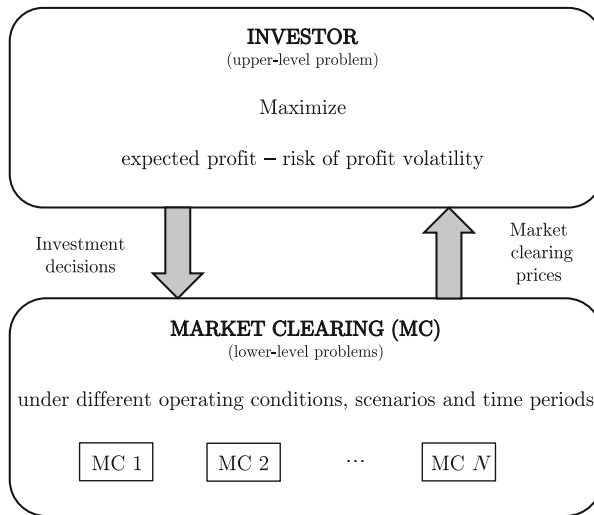 INVESTOR
(upper-level problem)
Maximize
expected profit – risk of profit volatility
Investment
decisions
Market
clearing
prices
MARKET CLEARING (MC)
(lower-level problems)
under different operating conditions, scenarios and time periods
MC 1 MC 2 ... MC N